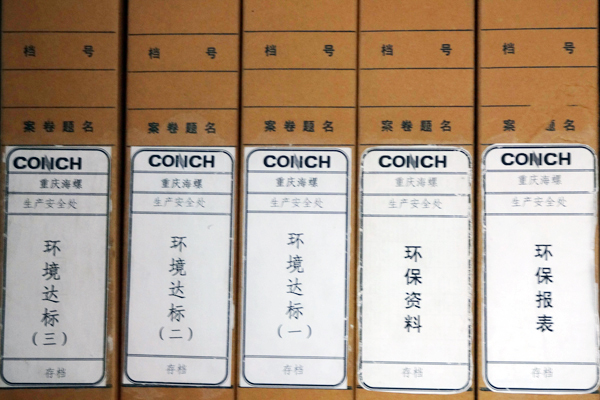 档 号
案卷题名
CONCH
重庆海螺
生产安全处
环境达标
(三)
存档
档 号
案卷题名
CONCH
重庆海螺
生产安全处
环境达标
(二)
存档
档 号
案卷题名
CONCH
重庆海螺
生产安全处
环境达标
(一)
存档
档 号
案卷题名
CONCH
重庆海螺
生产安全处
环保资料
存档
档 号
案 题名
CONCH
重庆海螺
生产安全处
环保报表
存档